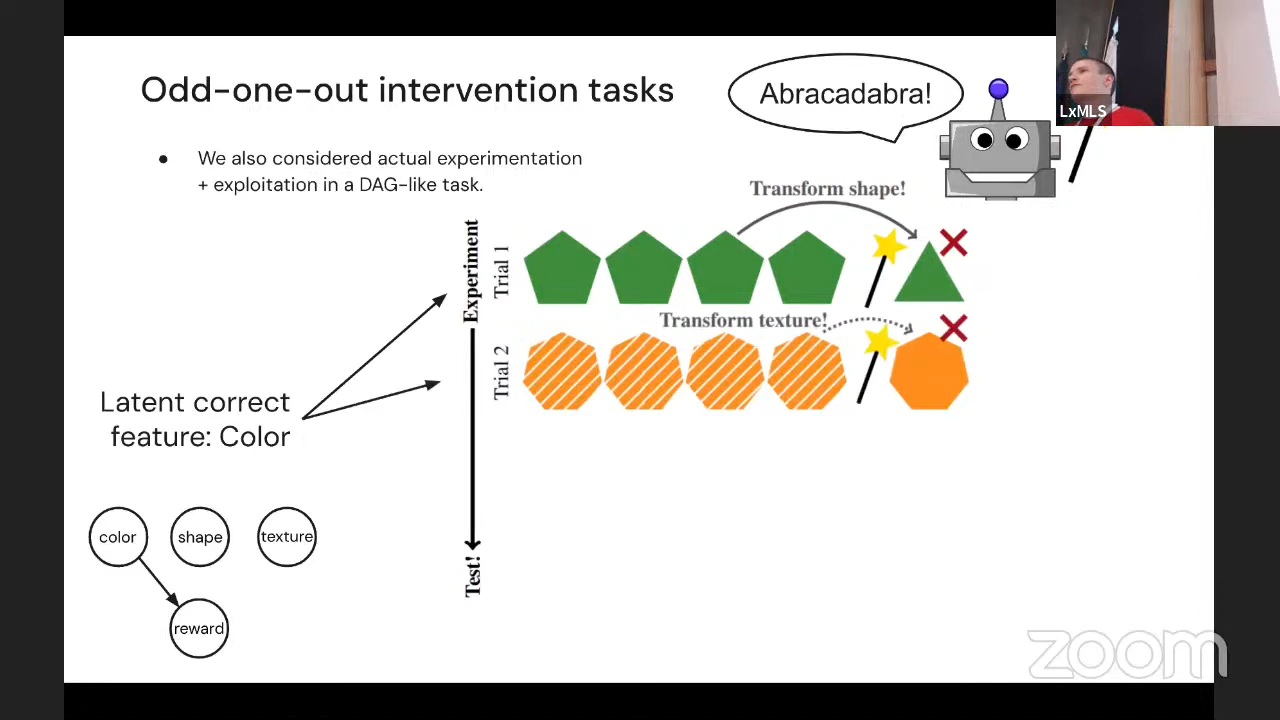 Odd-one-out intervention tasks
Abracadabra!
LxMLS
• We also considered actual experimentation
+ exploitation in a DAG-like task.
Transform shape!
Experiment
Trial 1
Transform texture!
Trial 2
Latent correct
feature: Color
color
shape
texture
reward
Test!
zoom